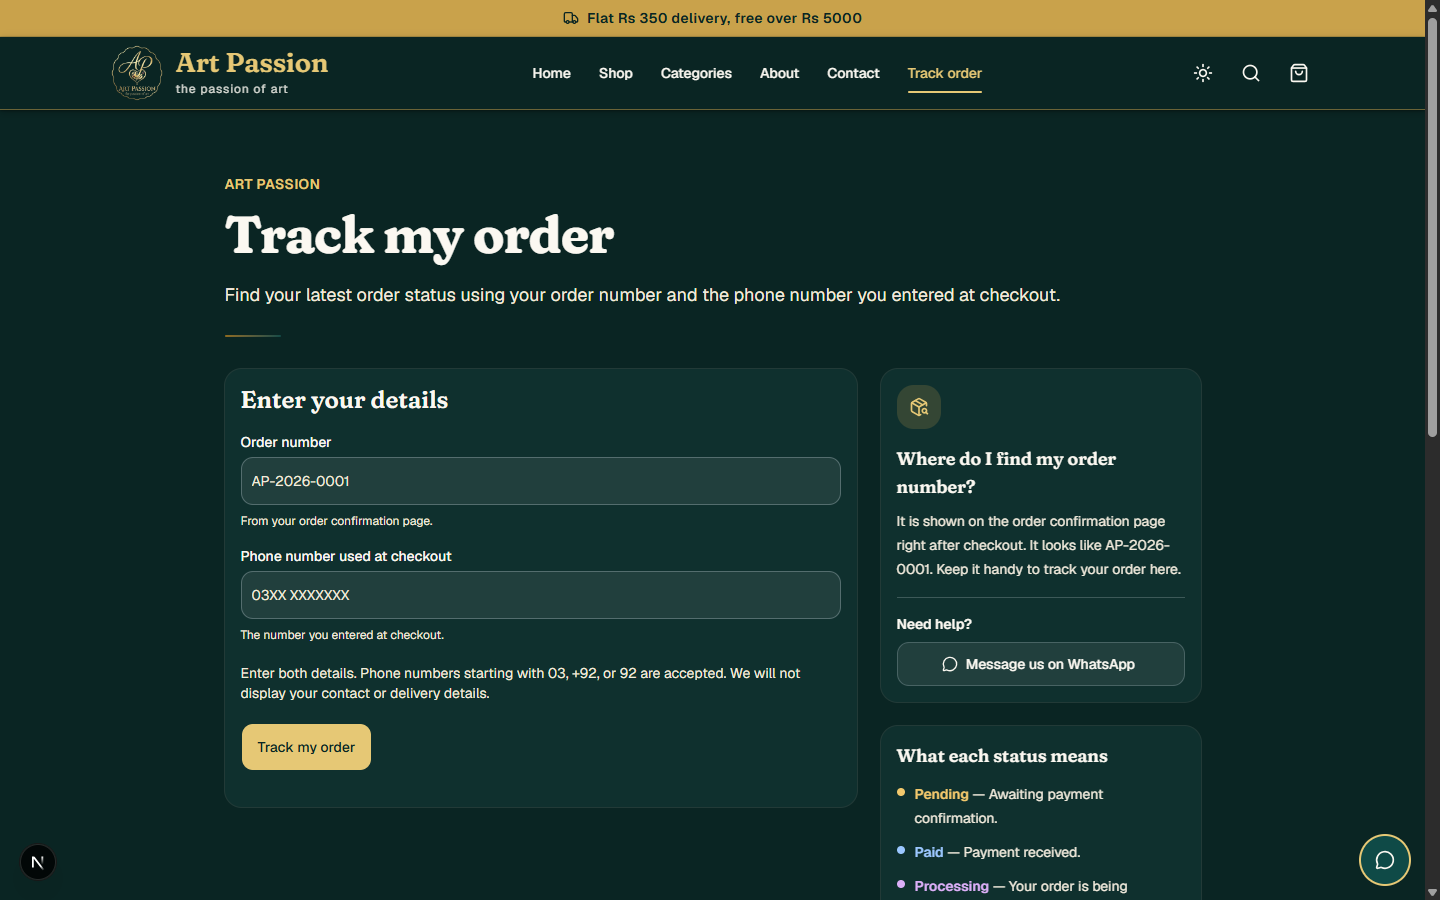 Flat Rs 350 delivery, free over Rs 5000
AP
ART PASSION
Art Passion
the passion of art
Home
Shop
Categories
About
Contact
Track order
ART PASSION
Track my order
Find your latest order status using your order number and the phone number you entered at checkout.
Enter your details
Order number
AP-2026-0001
From your order confirmation page.
Phone number used at checkout
03XX XXXXXXX
The number you entered at checkout.
Enter both details. Phone numbers starting with 03, +92, or 92 are accepted. We will not
display your contact or delivery details.
Track my order
Where do I find my order
number?
It is shown on the order confirmation page
right after checkout. It looks like AP-2026-
0001. Keep it handy to track your order here.
Need help?
Message us on WhatsApp
What each status means
Pending — Awaiting payment
confirmation.
Paid — Payment received.
Processing — Your order is being
N